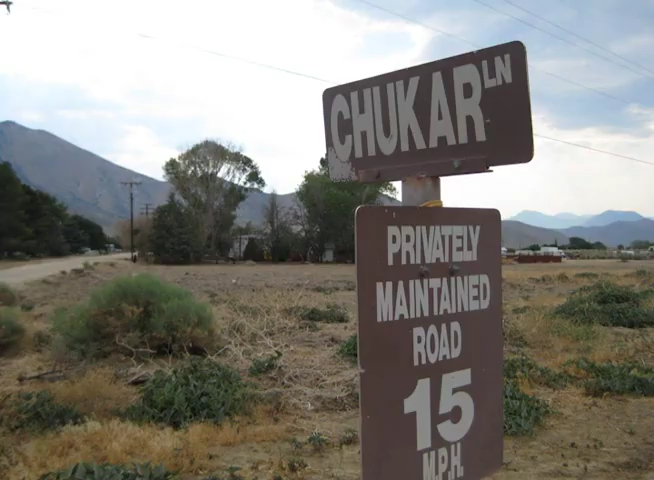 CHUKAR LN
PRIVATELY
MAINTAINED
ROAD
15
M.P.H.